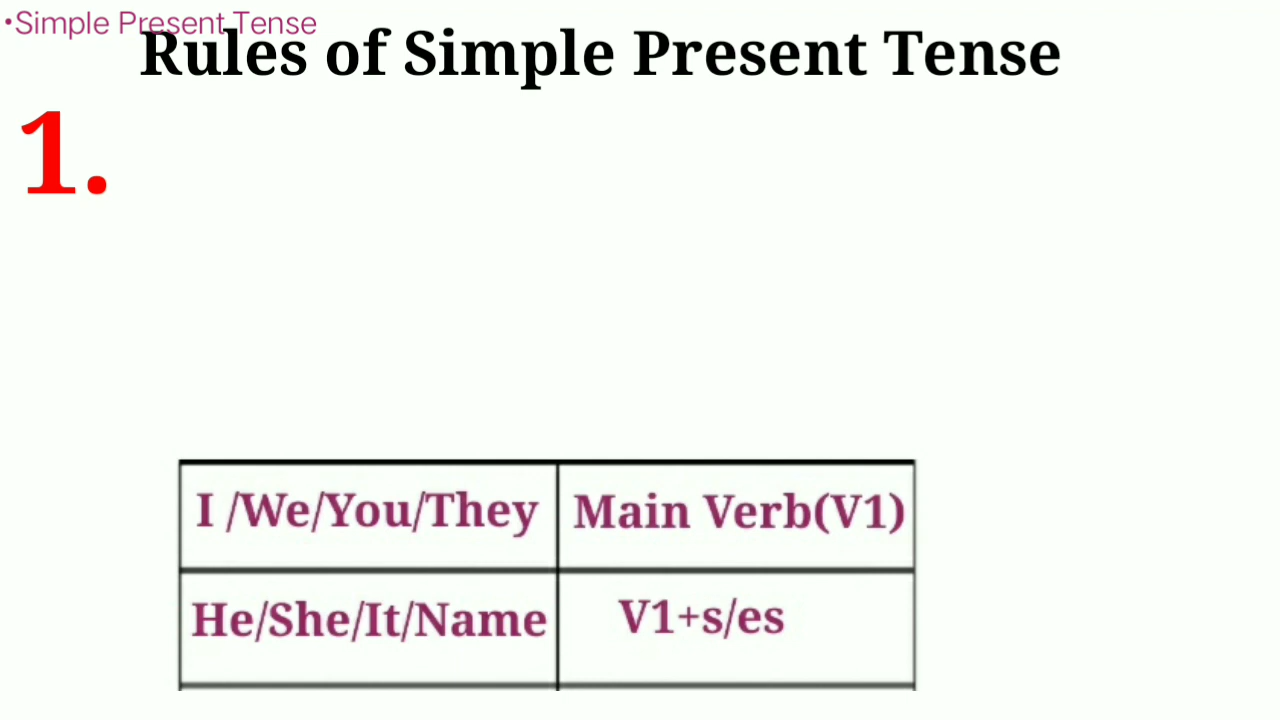 •Simple Present Tense
Rules of Simple Present Tense
1.
I /We/You/They Main Verb(V1)
He/She/It/Name V1+s/es